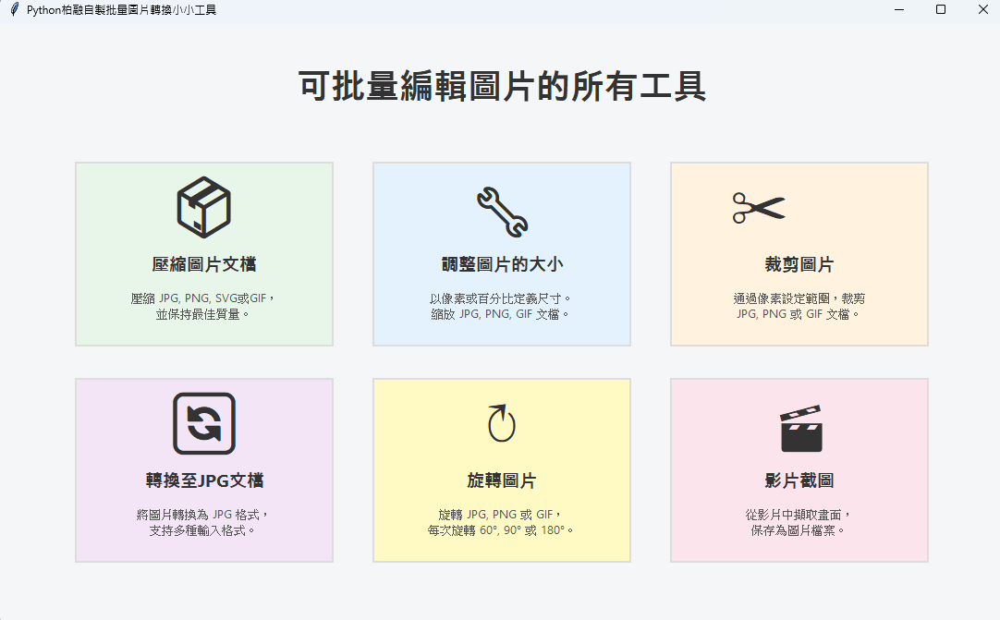 Python柏融自製批量圖片轉換小小工具
可批量編輯圖片的所有工具
壓縮圖片文檔
壓縮 JPG, PNG, SVG或GIF，
並保持最佳質量。
調整圖片的大小
以像素或百分比定義尺寸。
縮放 JPG, PNG, GIF 文檔。
裁剪圖片
通過像素設定範圍，裁剪
JPG, PNG 或 GIF 文檔。
轉換至JPG文檔
將圖片轉換為 JPG 格式，
支持多種輸入格式。
旋轉圖片
旋轉 JPG, PNG 或 GIF，
每次旋轉 60°, 90° 或 180°。
影片截圖
從影片中擷取畫面，
保存為圖片檔案。